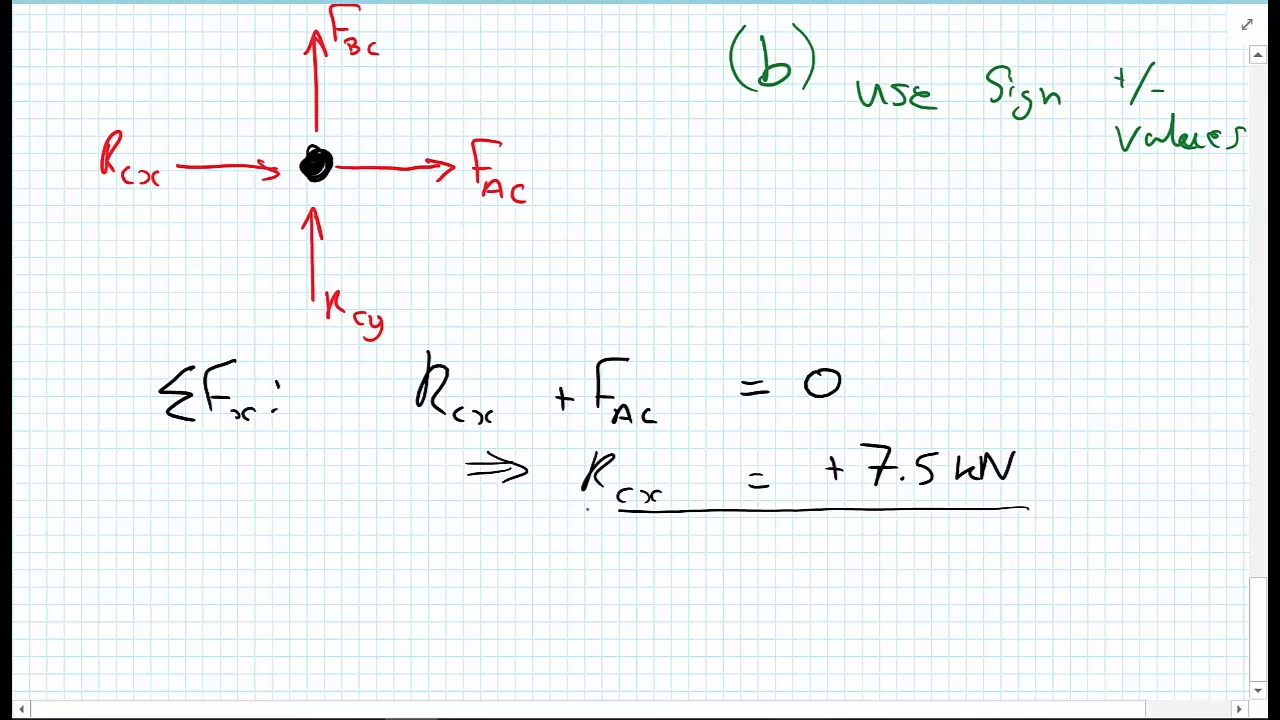 F_BC
(b) use Sign +/-
values
R_cx F_AC
R_cy
ΣF_x: R_cx + F_AC = 0
⇒ R_cx = +7.5 kN